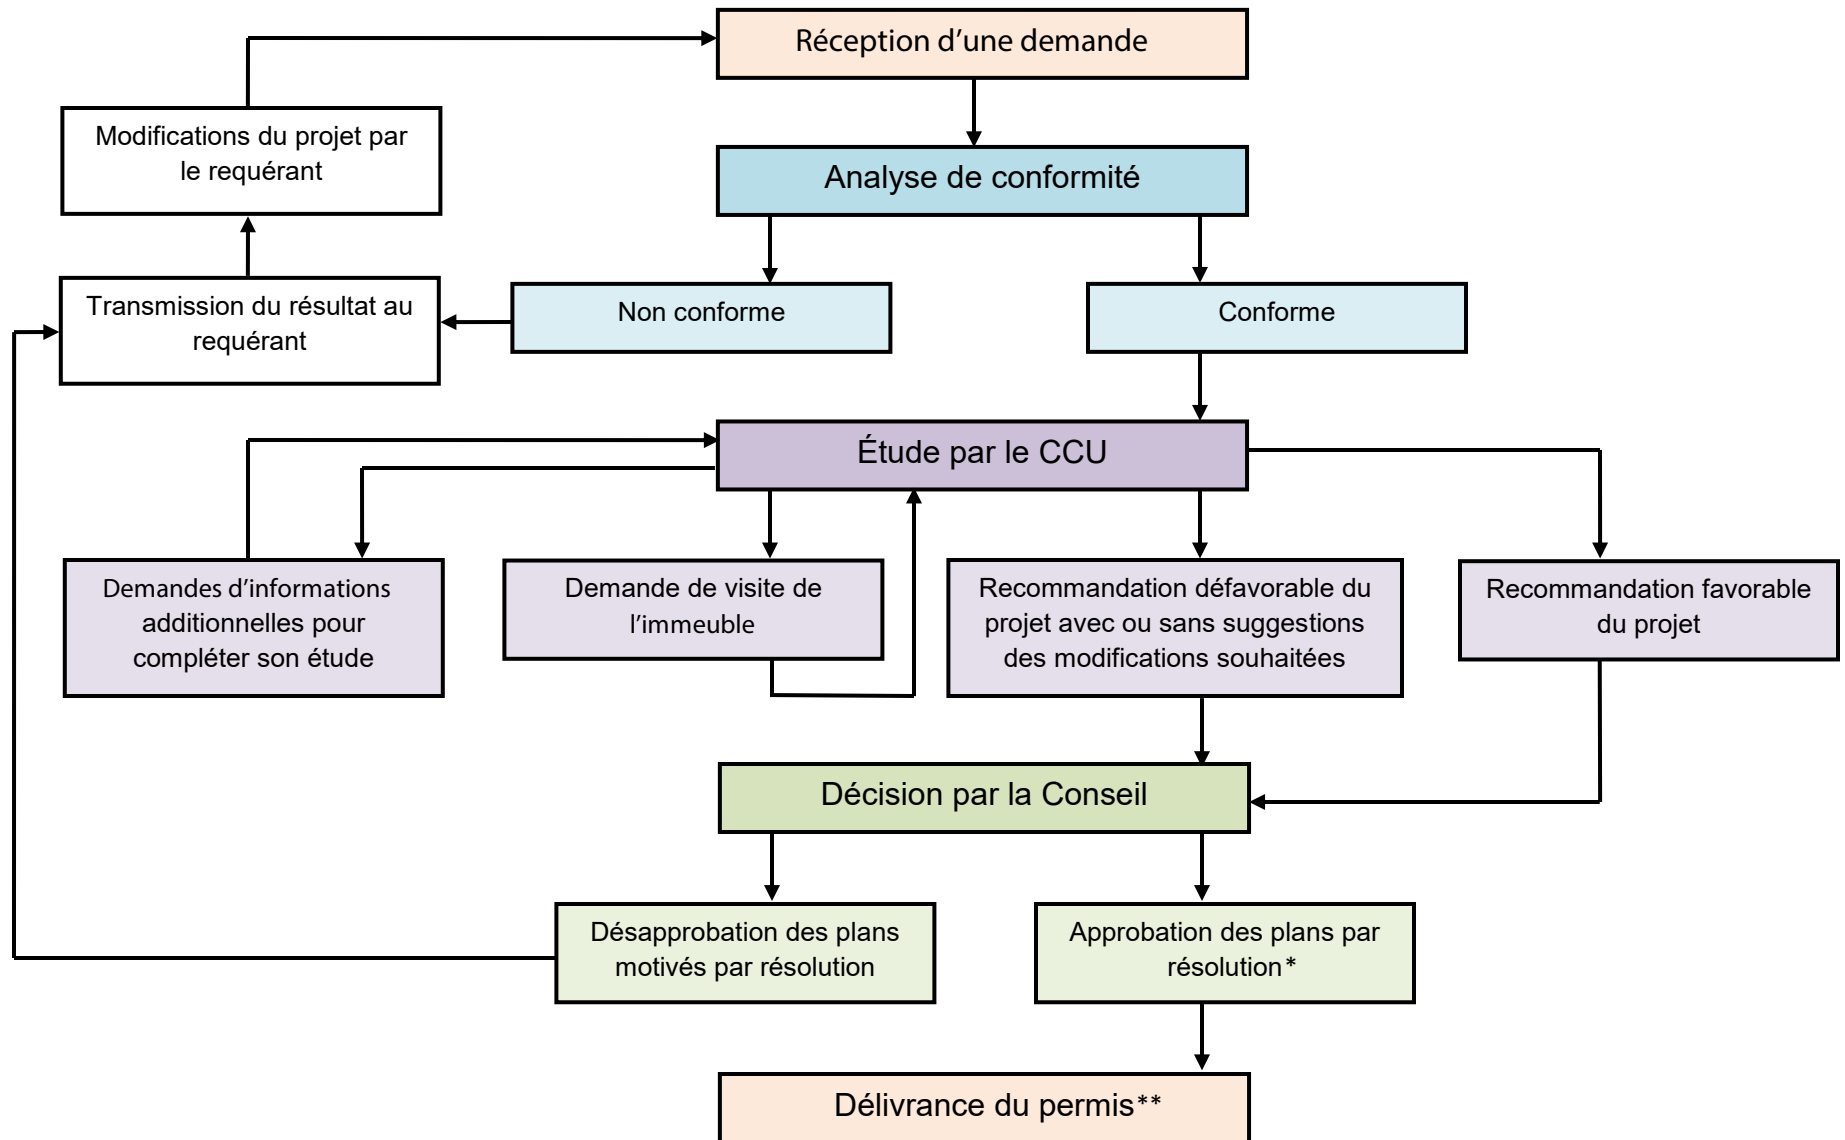 Réception d’une demande
Modifications du projet par
le requérant
Analyse de conformité
Transmission du résultat au
requérant
Non conforme
Conforme
Étude par le CCU
Demandes d’informations
additionnelles pour
compléter son étude
Demande de visite de
l’immeuble
Recommandation défavorable du
projet avec ou sans suggestions
des modifications souhaitées
Recommandation favorable
du projet
Décision par la Conseil
Désapprobation des plans
motivés par résolution
Approbation des plans par
résolution*
Délivrance du permis**